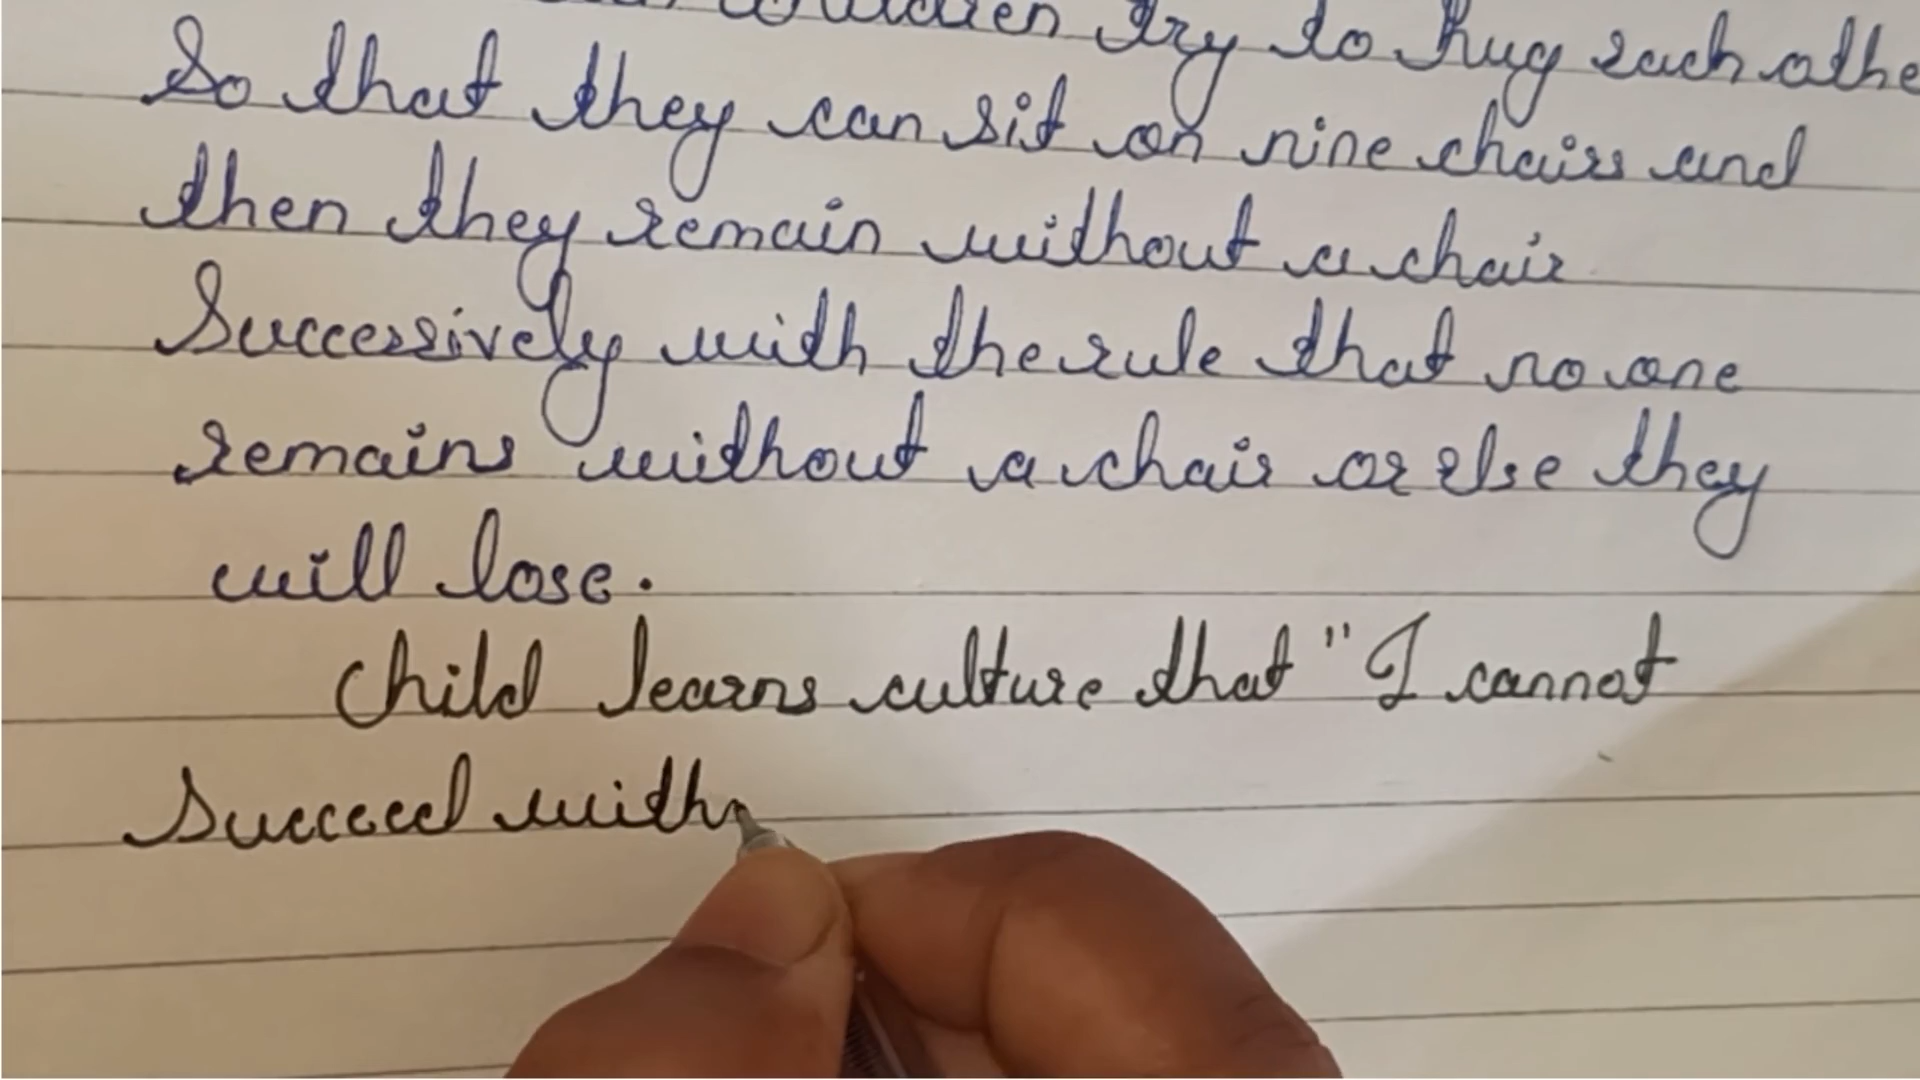 children try to hug each othe
So that they can sit on nine chairs and
then they remain without a chair
Successively with the rule that no one
remains without a chair or else they
will lose.
Child learns culture that "I cannot
Succeed with